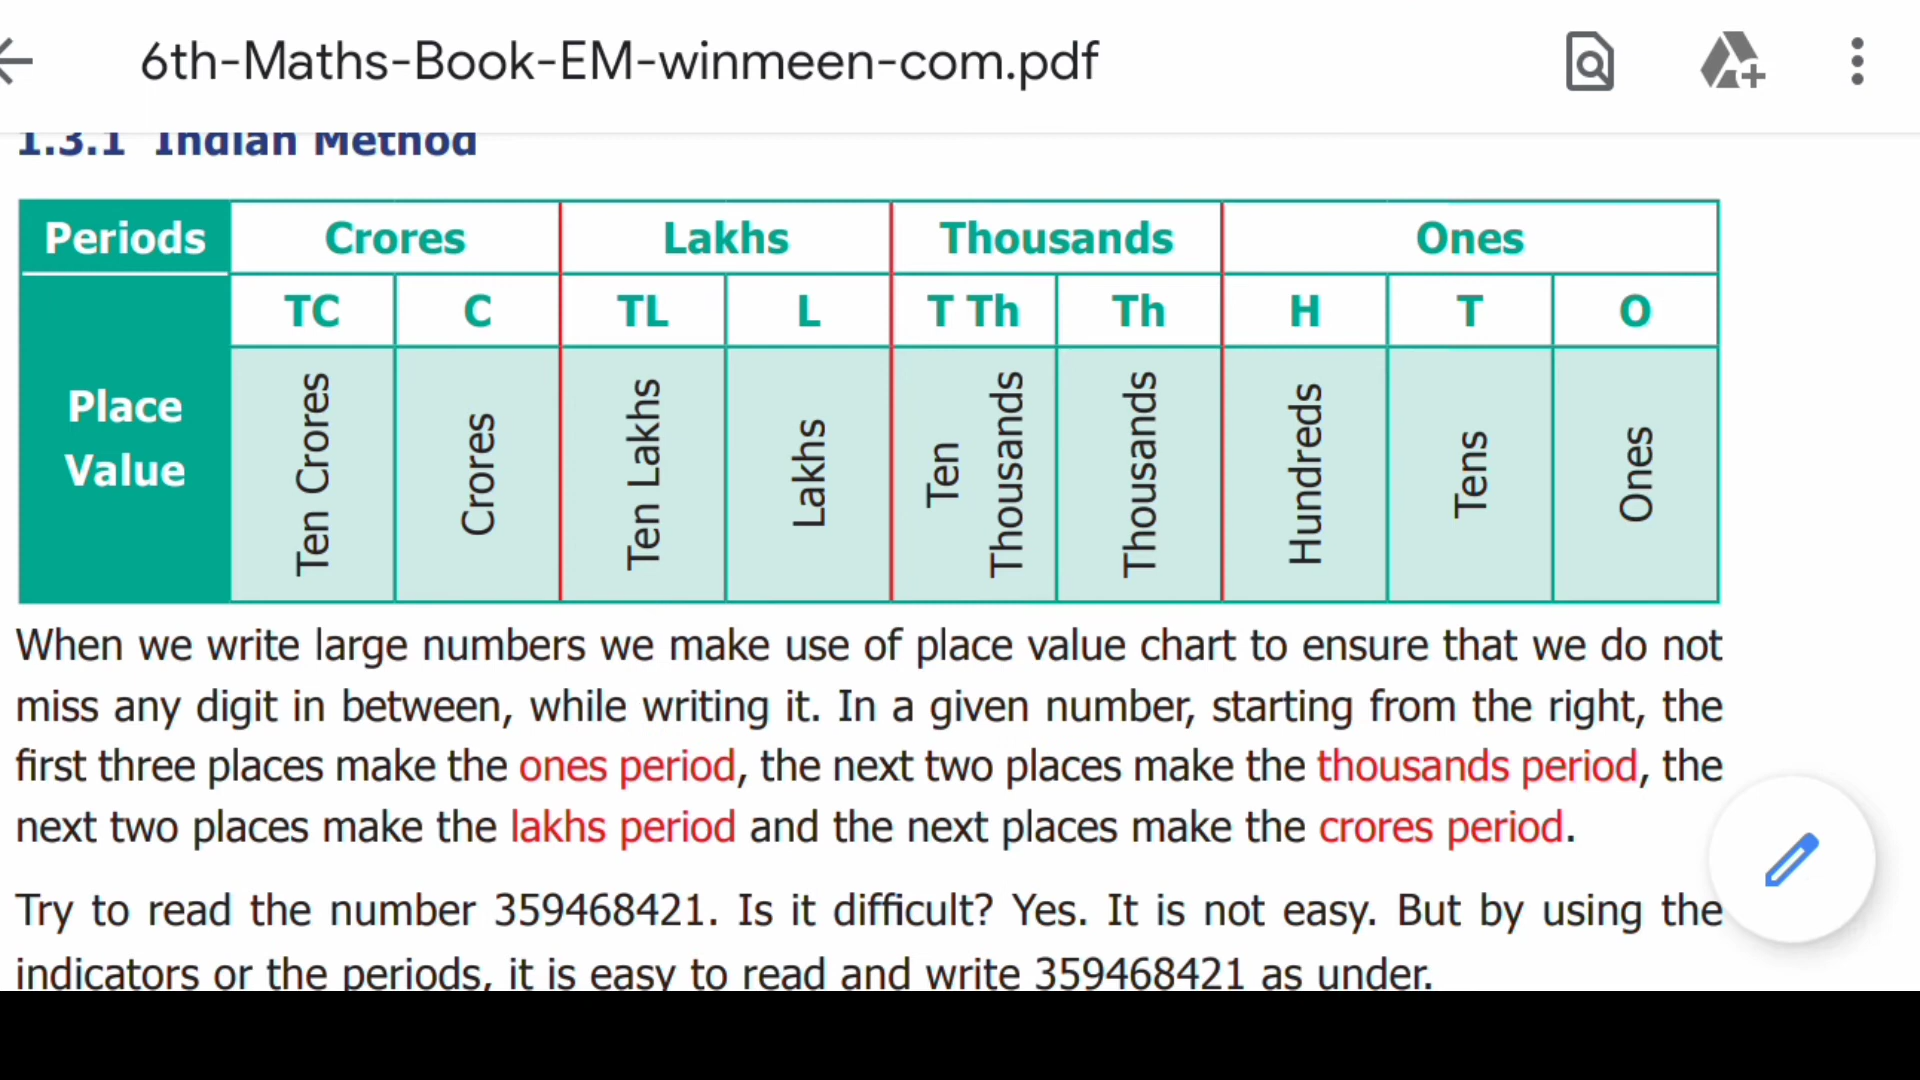 6th-Maths-Book-EM-winmeen-com.pdf
1.3.1 Indian Method
Periods Crores Lakhs Thousands Ones
TC C TL L T Th Th H T O
Place Value
Ten Crores
Crores
Ten Lakhs
Lakhs
Ten Thousands
Thousands
Hundreds
Tens
Ones
When we write large numbers we make use of place value chart to ensure that we do not
miss any digit in between, while writing it. In a given number, starting from the right, the
first three places make the ones period, the next two places make the thousands period, the
next two places make the lakhs period and the next places make the crores period.
Try to read the number 359468421. Is it difficult? Yes. It is not easy. But by using the
indicators or the periods, it is easy to read and write 359468421 as under.